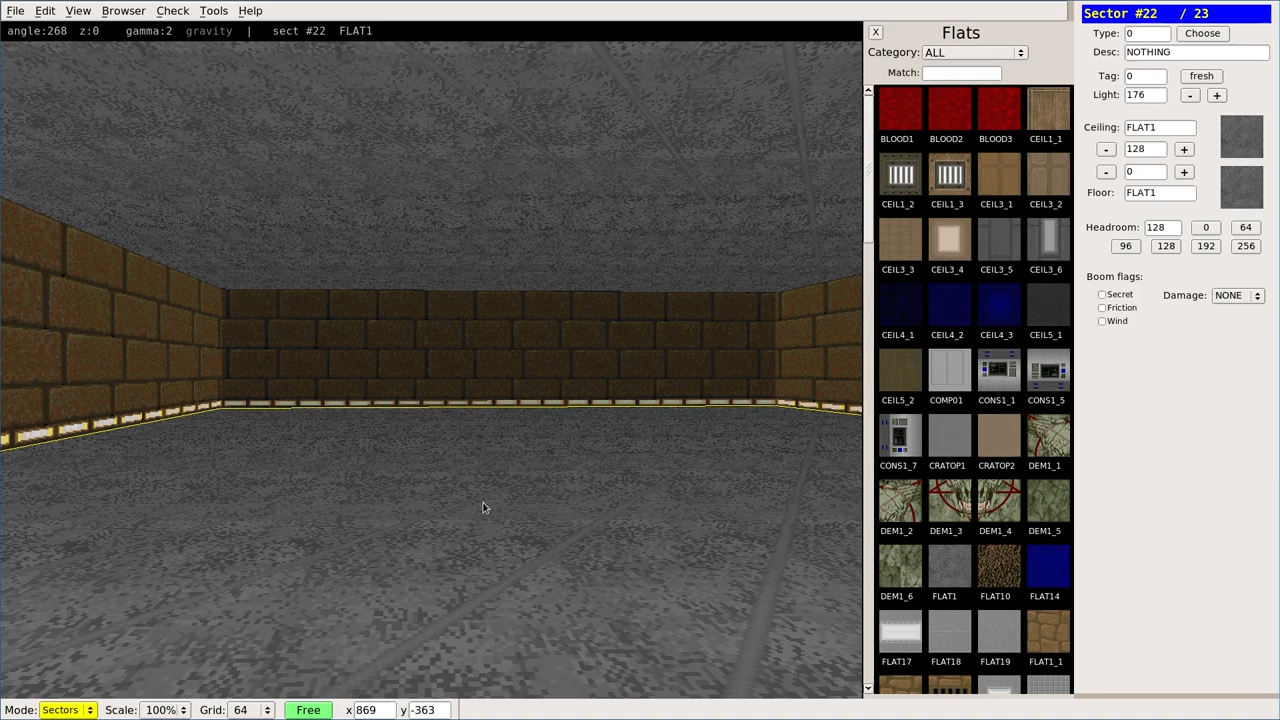 File Edit View Browser Check Tools Help
angle:268 z:0 gamma:2 gravity | sect #22 FLAT1
X Flats
Category: ALL
Match:
BLOOD1 BLOOD2 BLOOD3 CEIL1_1
CEIL1_2 CEIL1_3 CEIL3_1 CEIL3_2
CEIL3_3 CEIL3_4 CEIL3_5 CEIL3_6
CEIL4_1 CEIL4_2 CEIL4_3 CEIL5_1
CEIL5_2 COMP01 CONS1_1 CONS1_5
CONS1_7 CRATOP1 CRATOP2 DEM1_1
DEM1_2 DEM1_3 DEM1_4 DEM1_5
DEM1_6 FLAT1 FLAT10 FLAT14
FLAT17 FLAT18 FLAT19 FLAT1_1
Sector #22 / 23
Type: 0 Choose
Desc: NOTHING
Tag: 0 fresh
Light: 176 - +
Ceiling: FLAT1
- 128 +
- 0 +
Floor: FLAT1
Headroom: 128 0 64
96 128 192 256
Boom flags:
Secret Damage: NONE
Friction
Wind
Mode: Sectors Scale: 100% Grid: 64 Free x 869 y -363